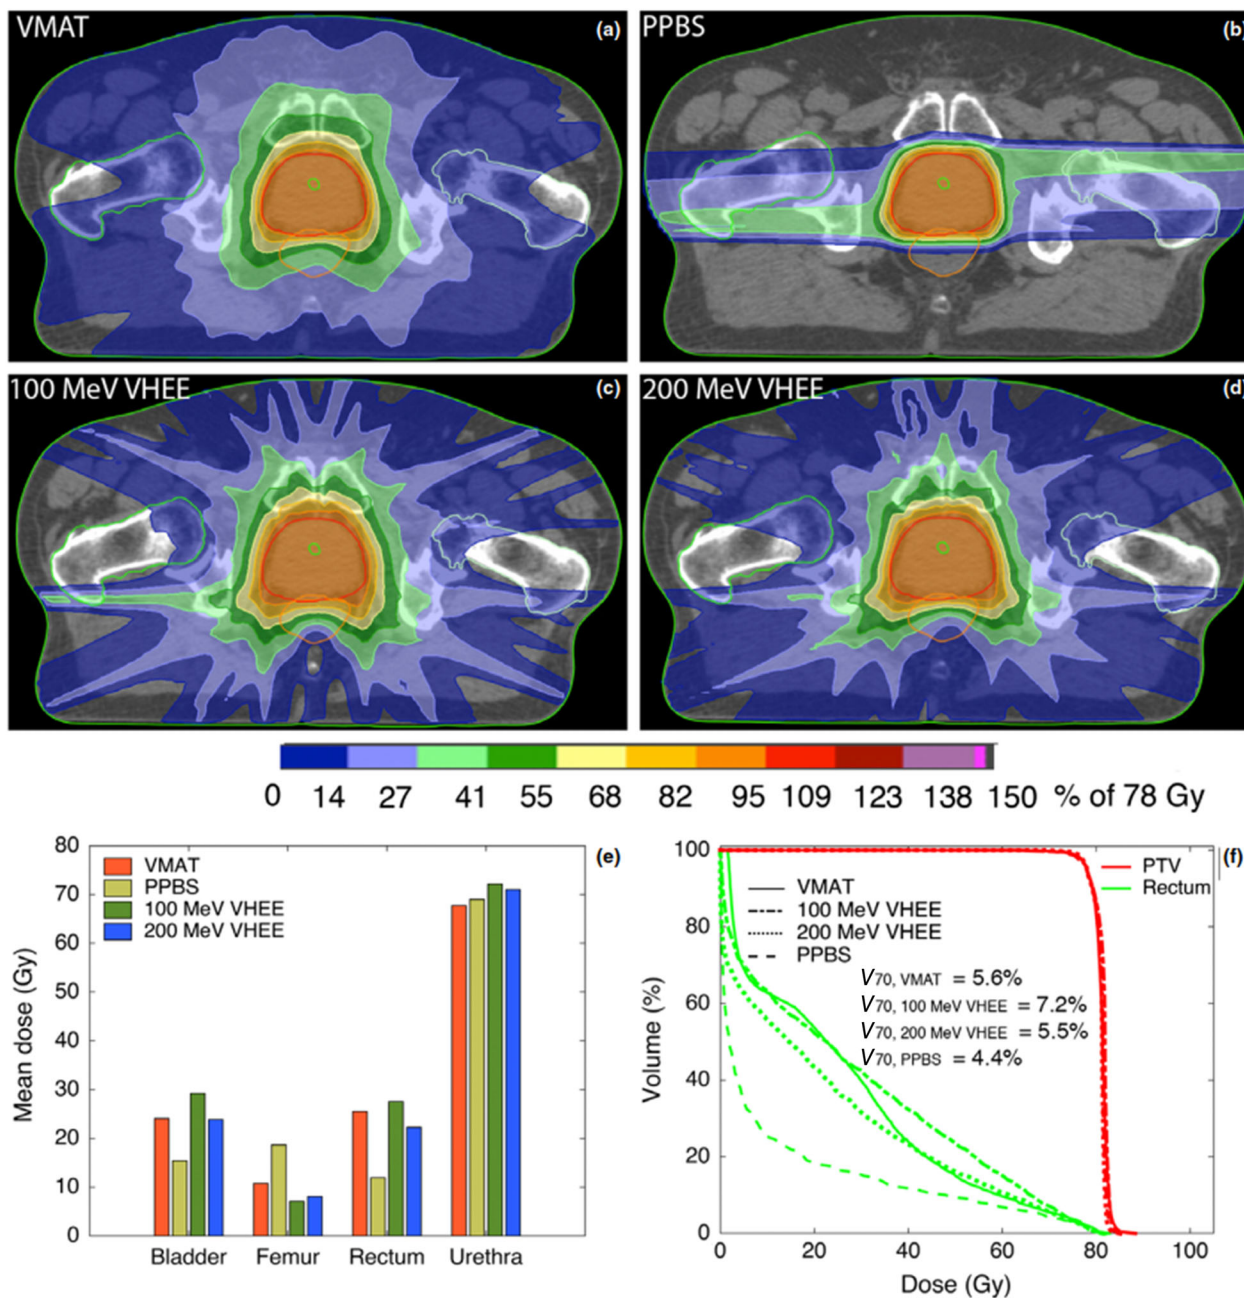 VMAT (a)
PPBS (b)
100 MeV VHEE (c)
200 MeV VHEE (d)
0 14 27 41 55 68 82 95 109 123 138 150 % of 78 Gy
(e)
Mean dose (Gy)
80
70
60
50
40
30
20
10
0
VMAT
PPBS
100 MeV VHEE
200 MeV VHEE
Bladder Femur Rectum Urethra
(f)
Volume (%)
100
80
60
40
20
0
PTV
Rectum
VMAT
100 MeV VHEE
200 MeV VHEE
PPBS
V70, VMAT = 5.6%
V70, 100 MeV VHEE = 7.2%
V70, 200 MeV VHEE = 5.5%
V70, PPBS = 4.4%
0 20 40 60 80 100
Dose (Gy)